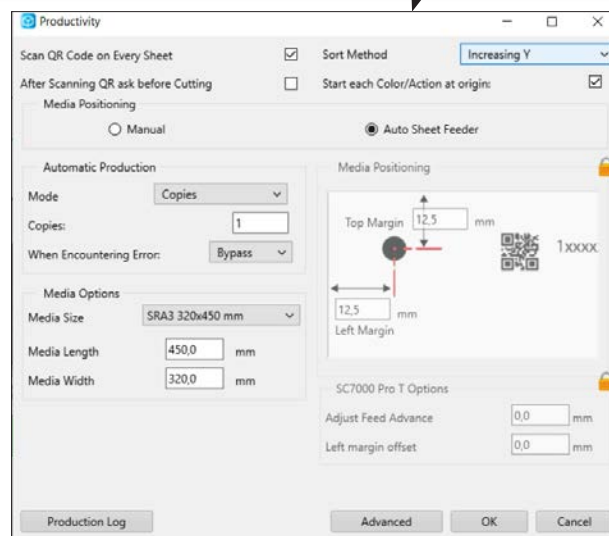 Productivity
Scan QR Code on Every Sheet
Sort Method
Increasing Y
After Scanning QR ask before Cutting
Start each Color/Action at origin:
Media Positioning
Manual
Auto Sheet Feeder
Automatic Production
Mode
Copies
Copies:
1
When Encountering Error:
Bypass
Media Options
Media Size
SRA3 320x450 mm
Media Length
450,0
mm
Media Width
320,0
mm
Media Positioning
Top Margin
12,5
mm
1xxxx
12,5
mm
Left Margin
SC7000 Pro T Options
Adjust Feed Advance
0,0
mm
Left margin offset
0,0
mm
Production Log
Advanced
OK
Cancel